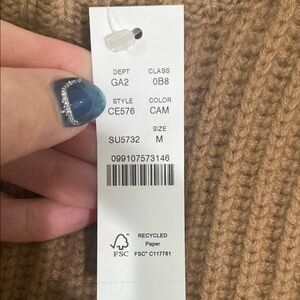 DEPT CLASS
GA2 0B8
STYLE COLOR
CE576 CAM
SIZE
SU5732 M
099107573146
RECYCLED
Paper
FSC® C117781
FSC